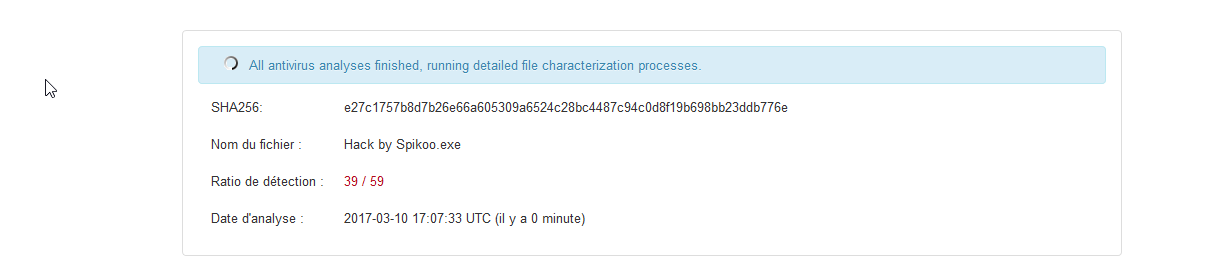 All antivirus analyses finished, running detailed file characterization processes.
SHA256: e27c1757b8d7b26e66a605309a6524c28bc4487c94c0d8f19b698bb23ddb776e
Nom du fichier : Hack by Spikoo.exe
Ratio de détection : 39 / 59
Date d'analyse : 2017-03-10 17:07:33 UTC (il y a 0 minute)